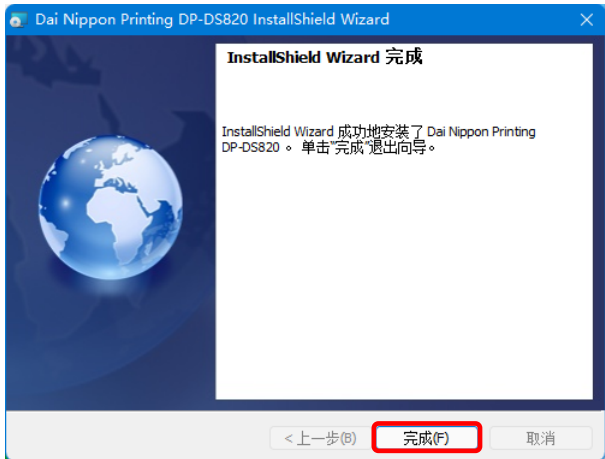 Dai Nippon Printing DP-DS820 InstallShield Wizard
InstallShield Wizard 完成
InstallShield Wizard 成功地安装了 Dai Nippon Printing
DP-DS820 。 单击“完成”退出向导。
<上一步(B)
完成(F)
取消